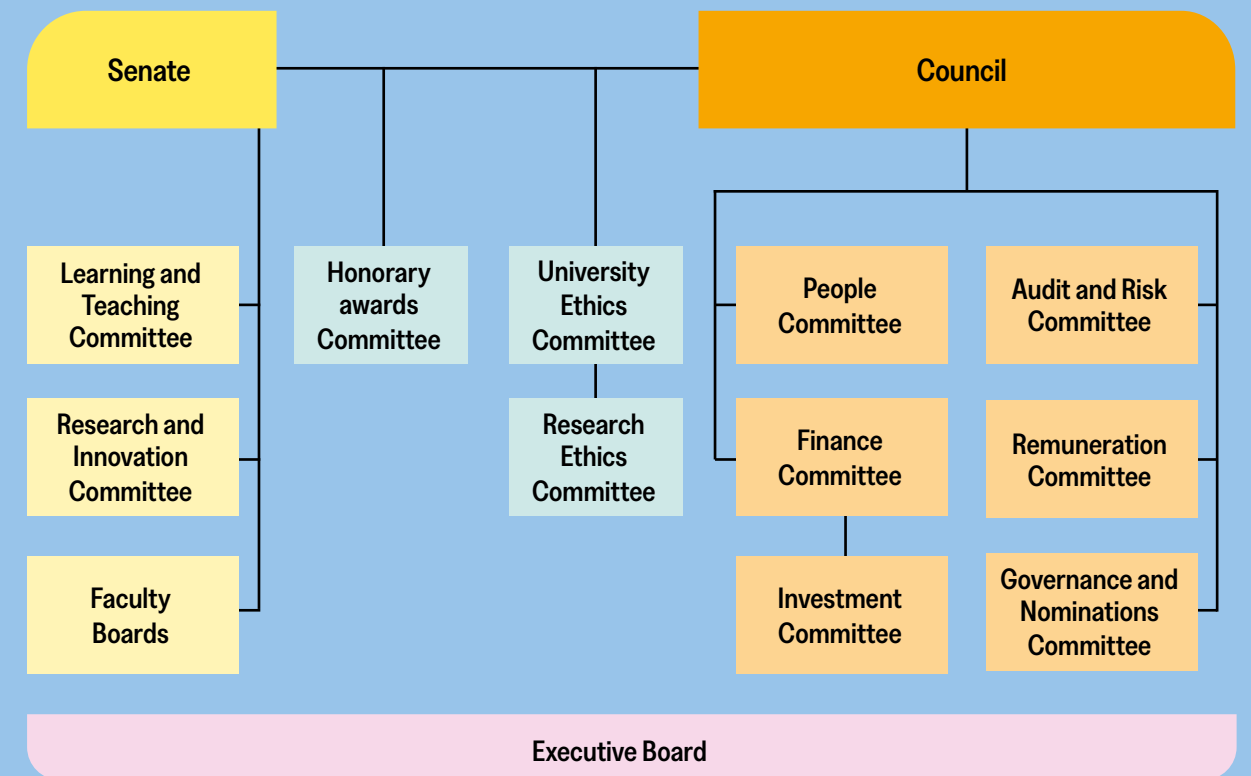 Senate
Council
Learning and
Teaching
Committee
Honorary
awards
Committee
University
Ethics
Committee
People
Committee
Audit and Risk
Committee
Research and
Innovation
Committee
Research
Ethics
Committee
Finance
Committee
Remuneration
Committee
Faculty
Boards
Investment
Committee
Governance and
Nominations
Committee
Executive Board